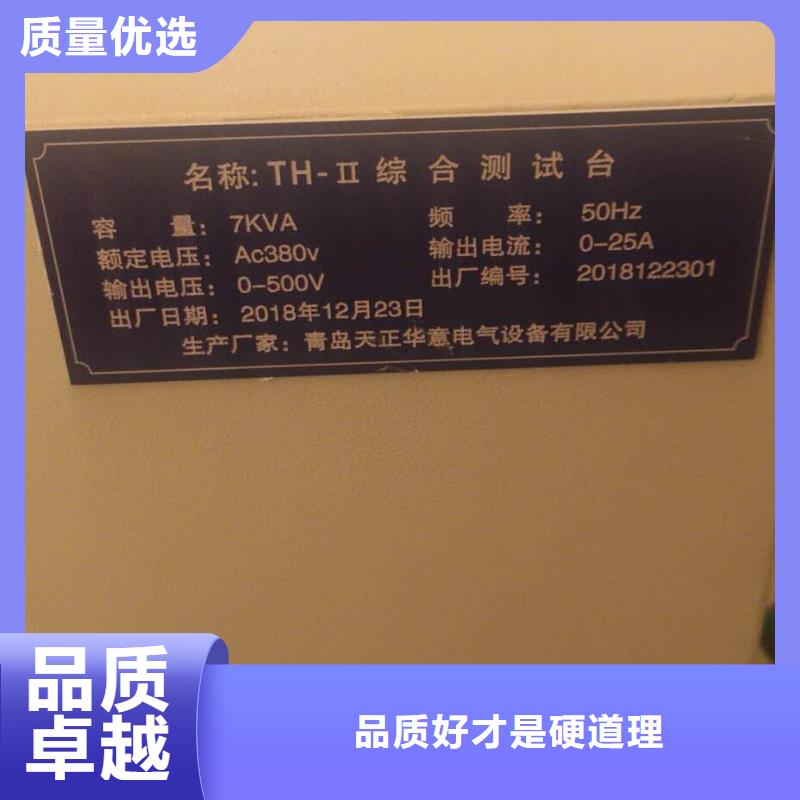 质量优选
名称: TH-II 综合测试台
容量: 7KVA 频率: 50Hz
额定电压: Ac380v 输出电流: 0-25A
输出电压: 0-500V 出厂编号: 2018122301
出厂日期: 2018年12月23日
生产厂家: 青岛天正华意电气设备有限公司
品质
卓越
品质好才是硬道理